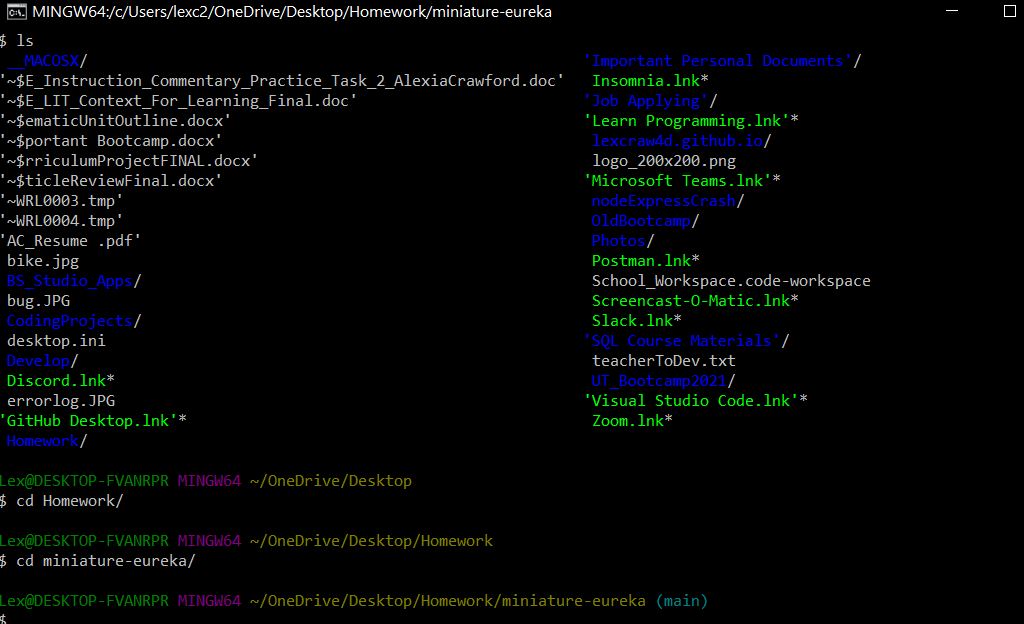 MINGW64:/c/Users/lexc2/OneDrive/Desktop/Homework/miniature-eureka
$ ls
__MACOSX/ 'Important Personal Documents'/
'~$E_Instruction_Commentary_Practice_Task_2_AlexiaCrawford.doc' Insomnia.lnk*
'~$E_LIT_Context_For_Learning_Final.doc' 'Job Applying'/
'~$ematicUnitOutline.docx' 'Learn Programming.lnk'*
'~$portant Bootcamp.docx' lexcraw4d.github.io/
'~$rriculumProjectFINAL.docx' logo_200x200.png
'~$ticleReviewFinal.docx' 'Microsoft Teams.lnk'*
'~WRL0003.tmp' nodeExpressCrash/
'~WRL0004.tmp' OldBootcamp/
'AC_Resume .pdf' Photos/
bike.jpg Postman.lnk*
BS_Studio_Apps/ School_Workspace.code-workspace
bug.JPG Screencast-O-Matic.lnk*
CodingProjects/ Slack.lnk*
desktop.ini 'SQL Course Materials'/
Develop/ teacherToDev.txt
Discord.lnk* UT_Bootcamp2021/
errorlog.JPG 'Visual Studio Code.lnk'*
'GitHub Desktop.lnk'* Zoom.lnk*
Homework/
Lex@DESKTOP-FVANRPR MINGW64 ~/OneDrive/Desktop
$ cd Homework/
Lex@DESKTOP-FVANRPR MINGW64 ~/OneDrive/Desktop/Homework
$ cd miniature-eureka/
Lex@DESKTOP-FVANRPR MINGW64 ~/OneDrive/Desktop/Homework/miniature-eureka (main)
$